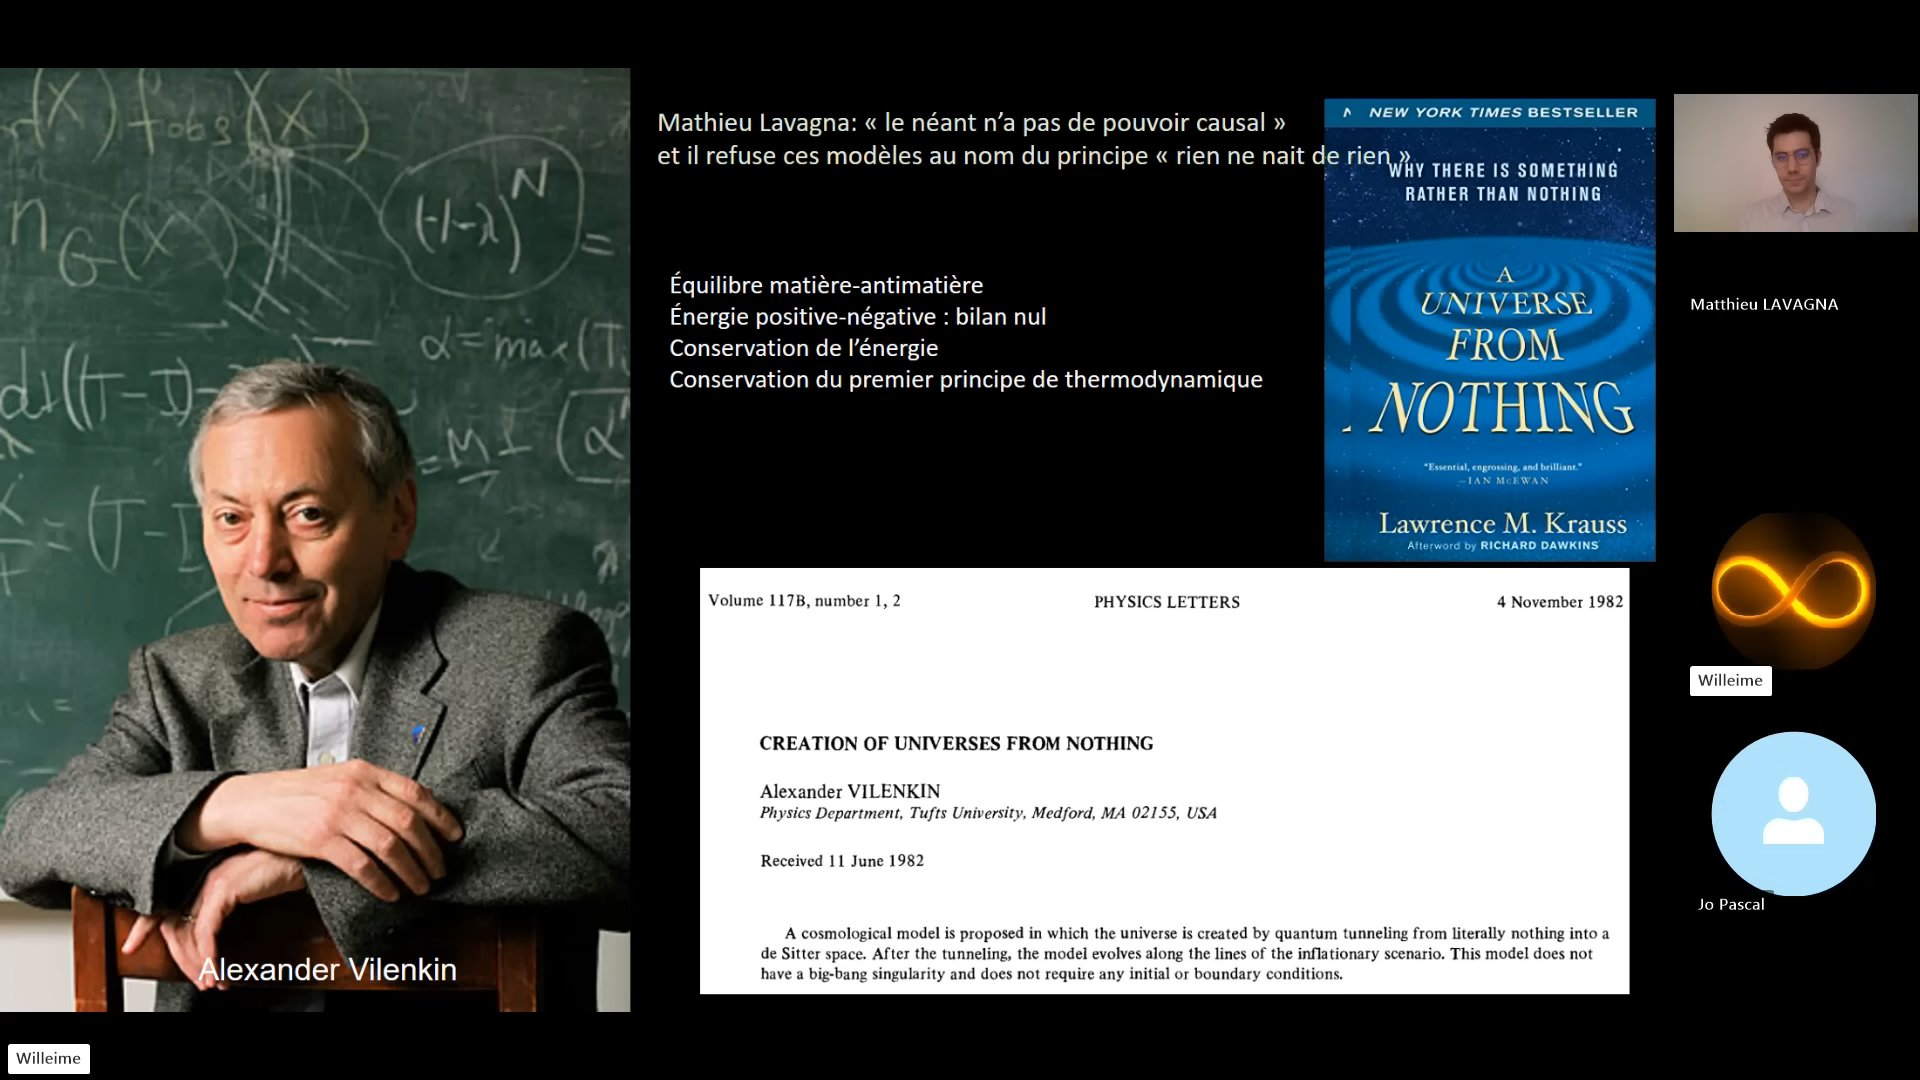 Mathieu Lavagna: « le néant n’a pas de pouvoir causal »
et il refuse ces modèles au nom du principe « rien ne nait de rien »
Équilibre matière-antimatière
Énergie positive-négative : bilan nul
Conservation de l’énergie
Conservation du premier principe de thermodynamique
NEW YORK TIMES BESTSELLER
WHY THERE IS SOMETHING
RATHER THAN NOTHING
A
UNIVERSE
FROM
NOTHING
"Essential, engrossing, and brilliant."
—IAN McEWAN
Lawrence M. Krauss
Afterword by RICHARD DAWKINS
Volume 117B, number 1, 2
PHYSICS LETTERS
4 November 1982
CREATION OF UNIVERSES FROM NOTHING
Alexander VILENKIN
Physics Department, Tufts University, Medford, MA 02155, USA
Received 11 June 1982
A cosmological model is proposed in which the universe is created by quantum tunneling from literally nothing into a
de Sitter space. After the tunneling, the model evolves along the lines of the inflationary scenario. This model does not
have a big-bang singularity and does not require any initial or boundary conditions.
Alexander Vilenkin
Matthieu LAVAGNA
Willeime
Jo Pascal
Willeime